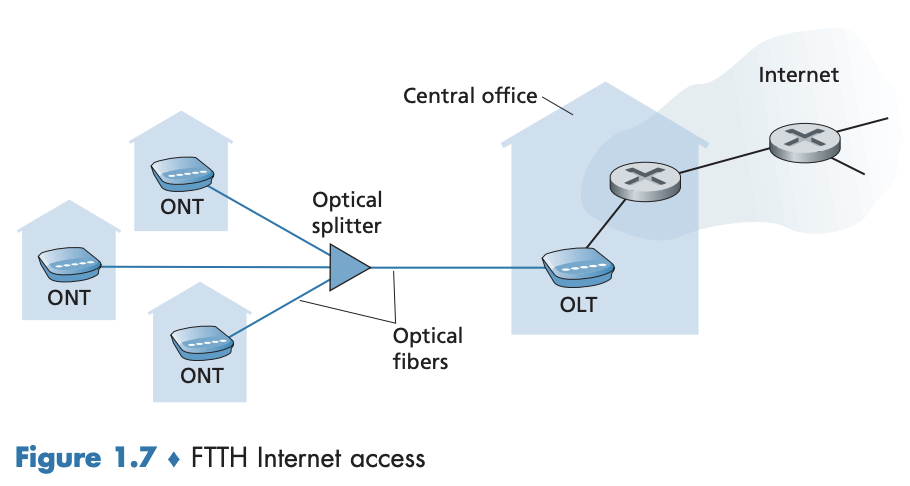 Internet
Central office
ONT
Optical
splitter
ONT
OLT
ONT
Optical
fibers
Figure 1.7 ♦ FTTH Internet access